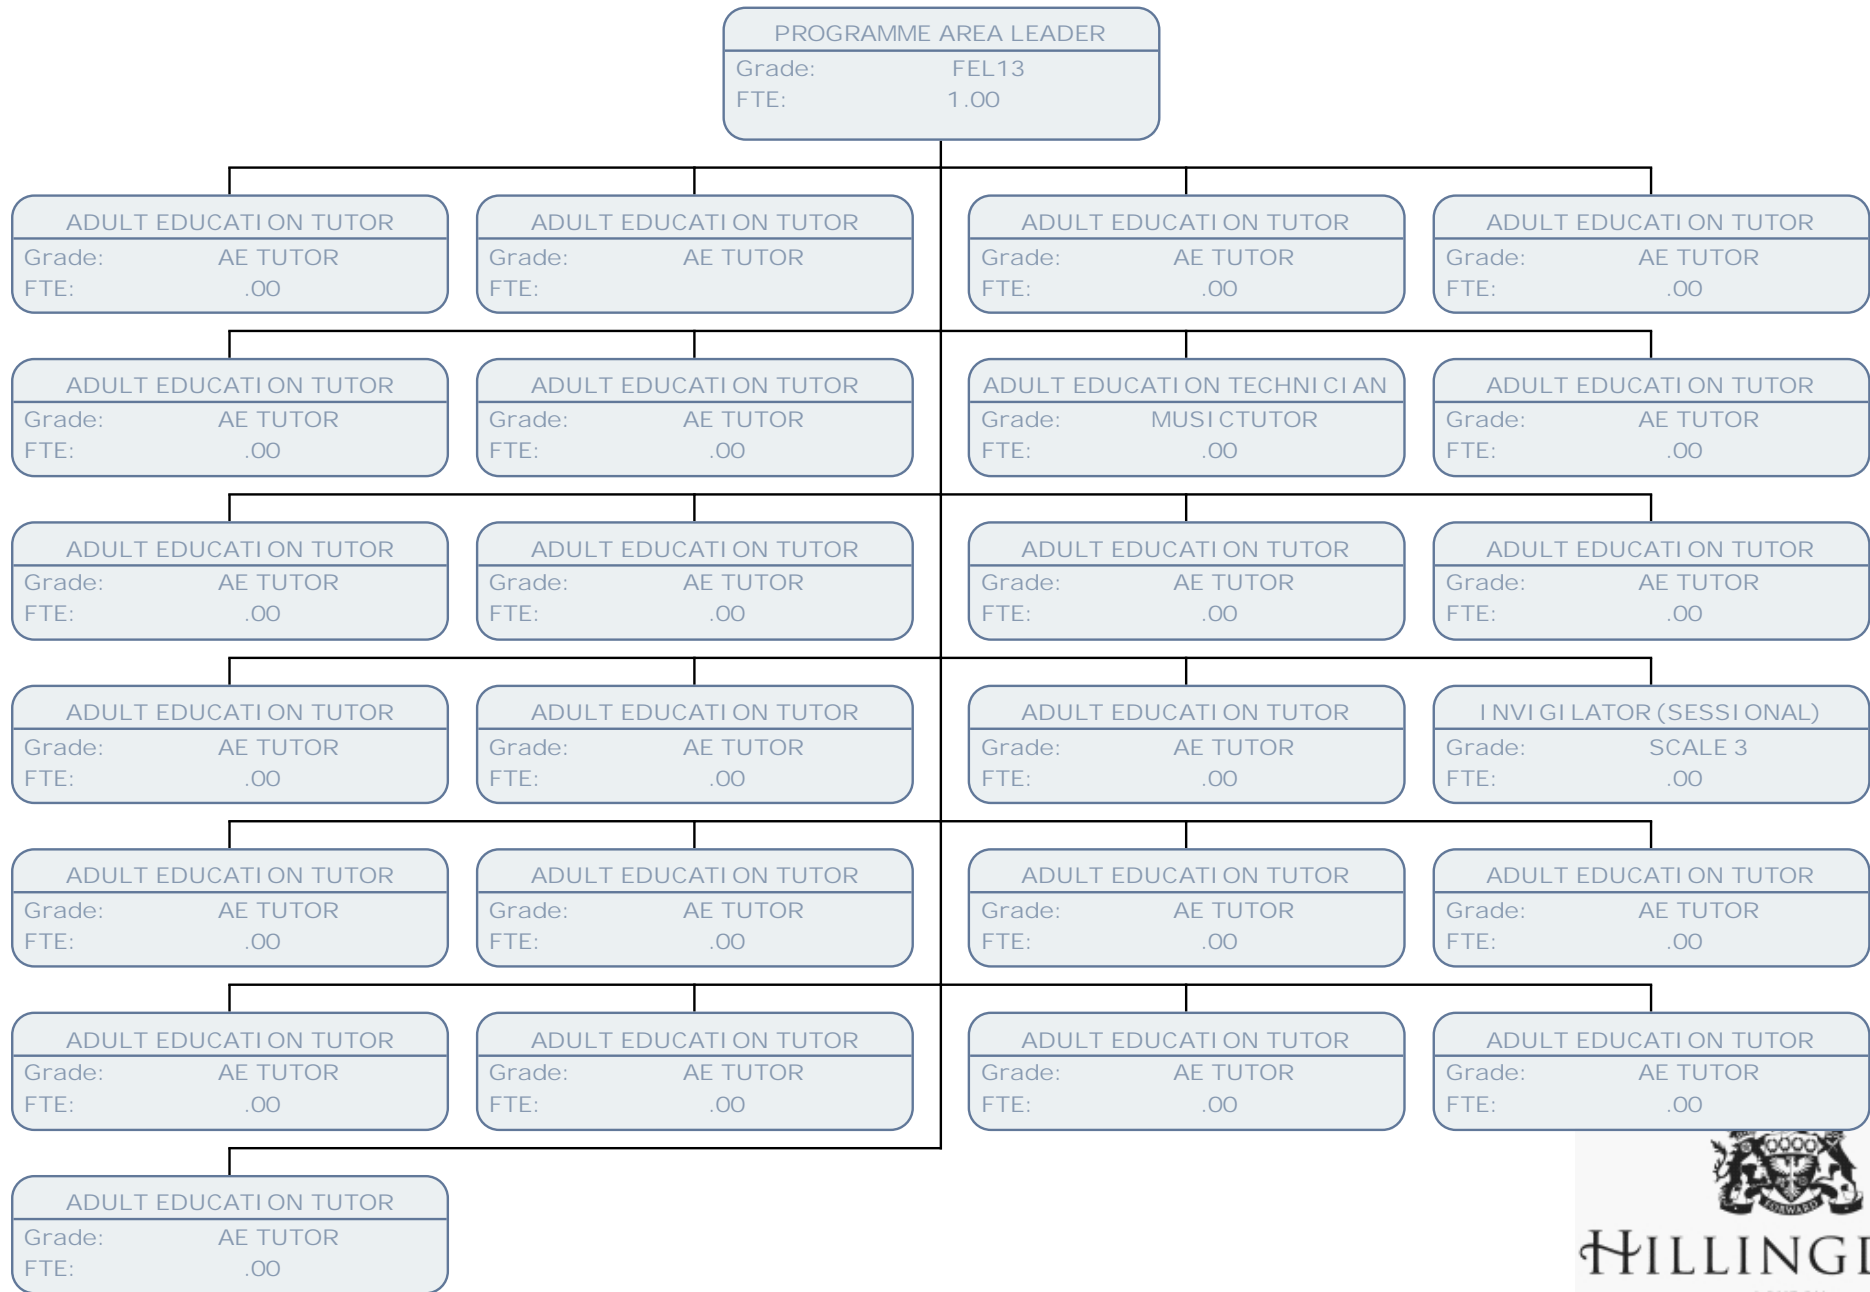 PROGRAMME AREA LEADER
Grade: FEL13
FTE: 1.00
ADULT EDUCATION TUTOR
Grade: AE TUTOR
FTE: .00
ADULT EDUCATION TUTOR
Grade: AE TUTOR
FTE:
ADULT EDUCATION TUTOR
Grade: AE TUTOR
FTE: .00
ADULT EDUCATION TUTOR
Grade: AE TUTOR
FTE: .00
ADULT EDUCATION TUTOR
Grade: AE TUTOR
FTE: .00
ADULT EDUCATION TUTOR
Grade: AE TUTOR
FTE: .00
ADULT EDUCATION TECHNICIAN
Grade: MUSICTUTOR
FTE: .00
ADULT EDUCATION TUTOR
Grade: AE TUTOR
FTE: .00
ADULT EDUCATION TUTOR
Grade: AE TUTOR
FTE: .00
ADULT EDUCATION TUTOR
Grade: AE TUTOR
FTE: .00
ADULT EDUCATION TUTOR
Grade: AE TUTOR
FTE: .00
ADULT EDUCATION TUTOR
Grade: AE TUTOR
FTE: .00
ADULT EDUCATION TUTOR
Grade: AE TUTOR
FTE: .00
ADULT EDUCATION TUTOR
Grade: AE TUTOR
FTE: .00
ADULT EDUCATION TUTOR
Grade: AE TUTOR
FTE: .00
INVIGILATOR (SESSIONAL)
Grade: SCALE 3
FTE: .00
ADULT EDUCATION TUTOR
Grade: AE TUTOR
FTE: .00
ADULT EDUCATION TUTOR
Grade: AE TUTOR
FTE: .00
ADULT EDUCATION TUTOR
Grade: AE TUTOR
FTE: .00
ADULT EDUCATION TUTOR
Grade: AE TUTOR
FTE: .00
ADULT EDUCATION TUTOR
Grade: AE TUTOR
FTE: .00
ADULT EDUCATION TUTOR
Grade: AE TUTOR
FTE: .00
ADULT EDUCATION TUTOR
Grade: AE TUTOR
FTE: .00
ADULT EDUCATION TUTOR
Grade: AE TUTOR
FTE: .00
ADULT EDUCATION TUTOR
Grade: AE TUTOR
FTE: .00
FORWARD